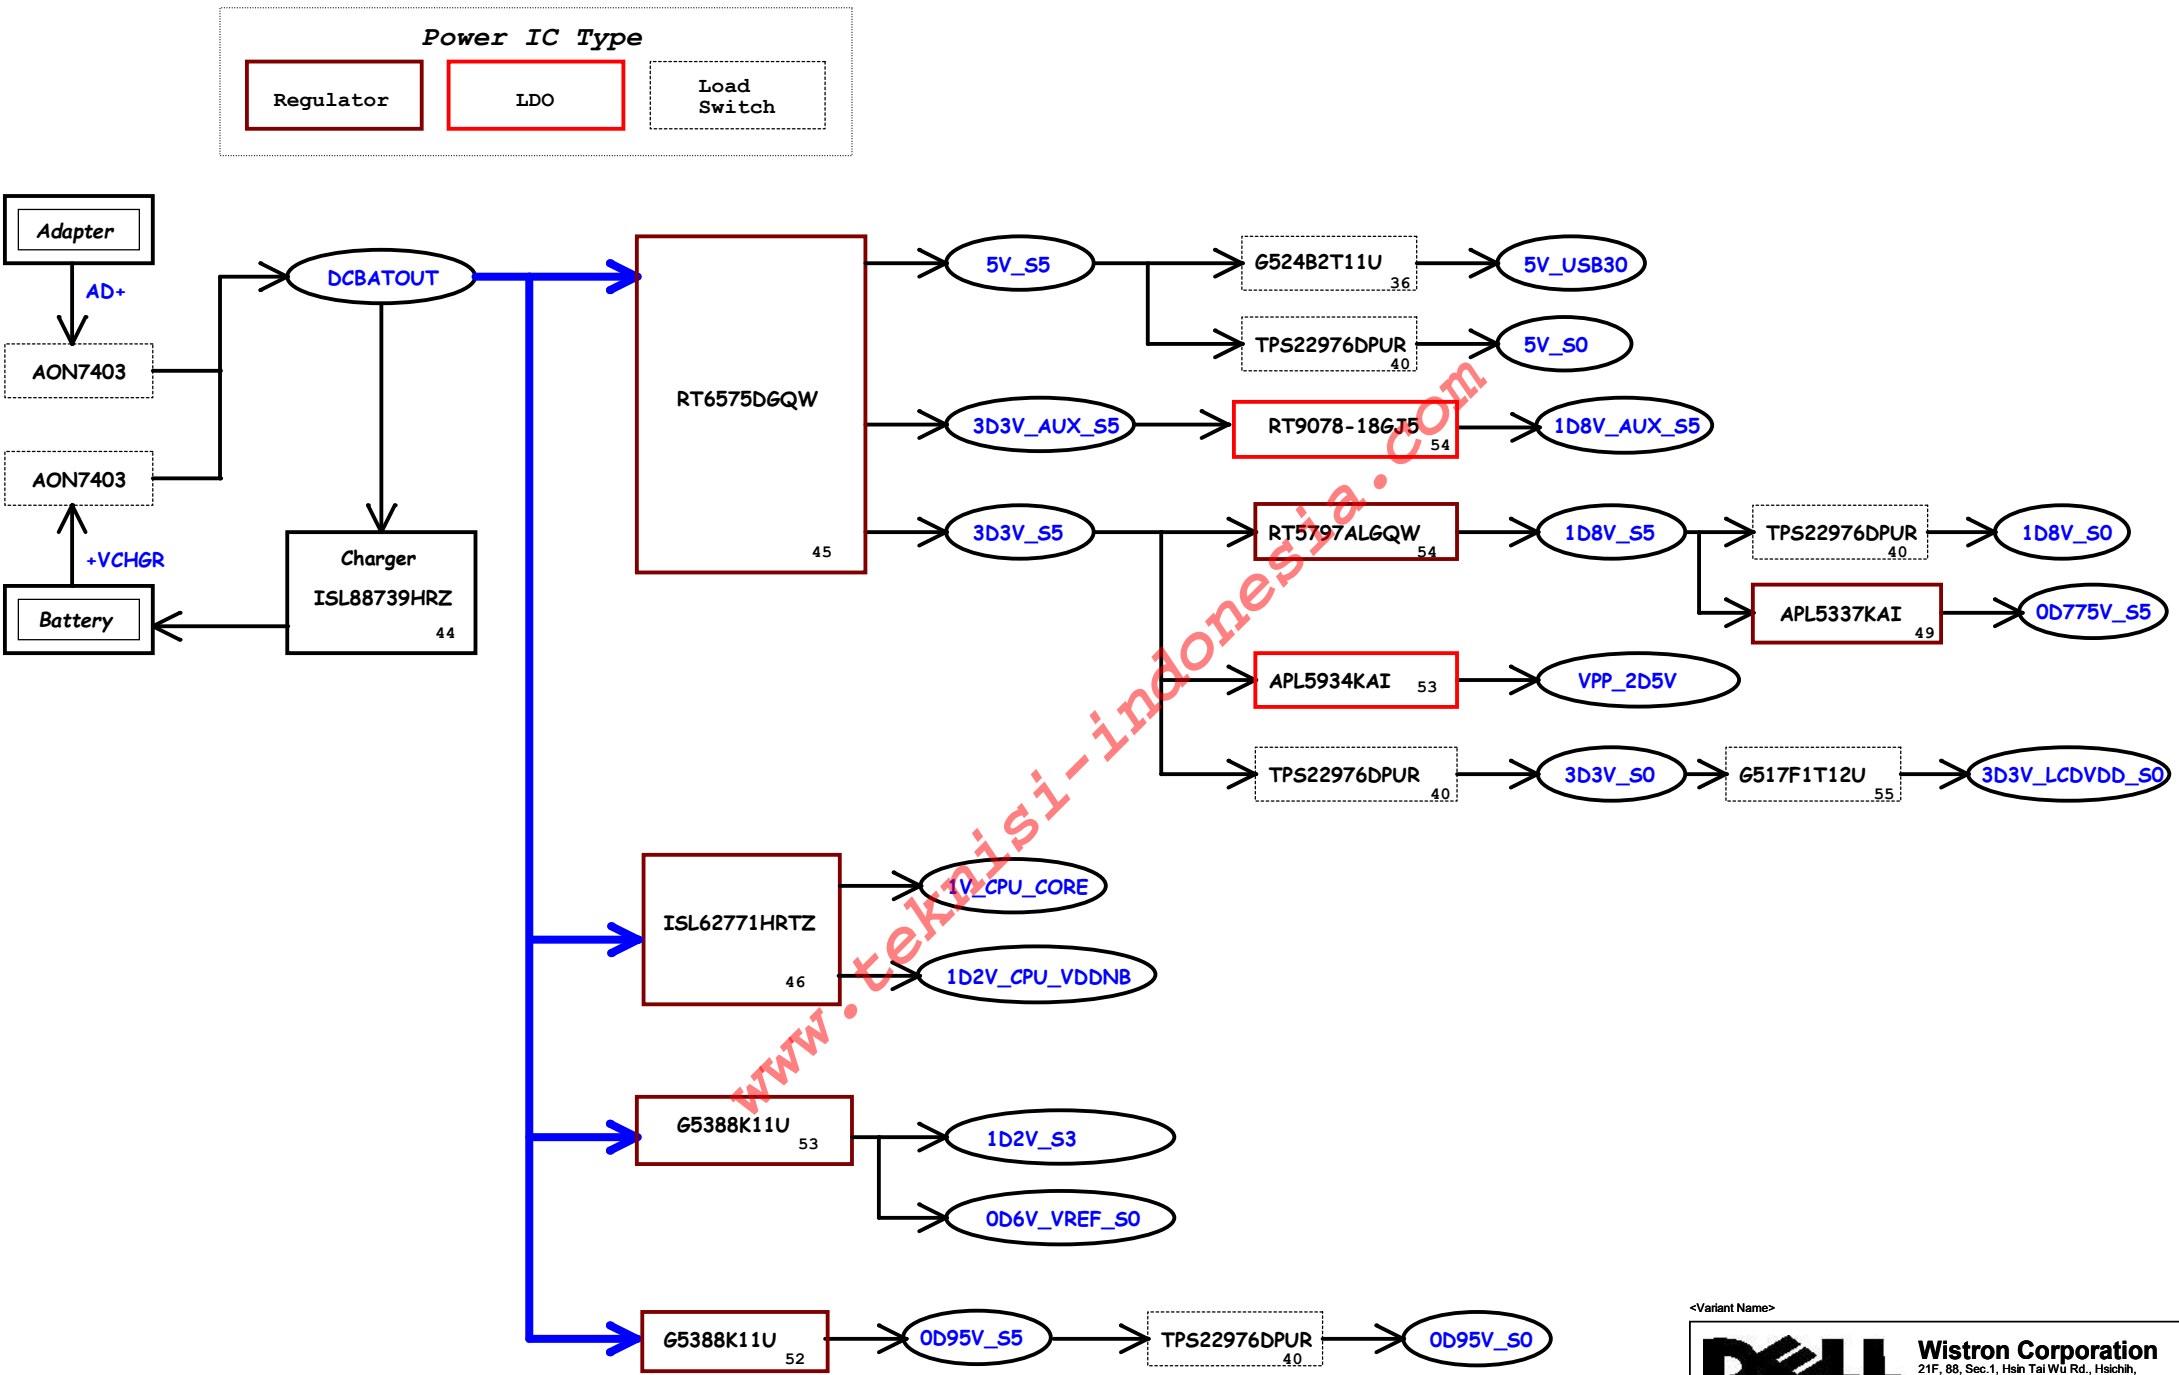 Power IC Type
Regulator
LDO
Load
Switch
Adapter
AD+
AON7403
AON7403
+VCHGR
Battery
DCBATOUT
Charger
ISL88739HRZ
44
RT6575DGQW
45
5V_S5
G524B2T11U
36
5V_USB30
TPS22976DPUR
40
5V_S0
3D3V_AUX_S5
RT9078-18GJ5
54
1D8V_AUX_S5
3D3V_S5
RT5797ALGQW
54
1D8V_S5
TPS22976DPUR
40
1D8V_S0
APL5337KAI
49
0D775V_S5
APL5934KAI
53
VPP_2D5V
TPS22976DPUR
40
3D3V_S0
G517F1T12U
55
3D3V_LCDVDD_S0
ISL62771HRTZ
46
1V_CPU_CORE
1D2V_CPU_VDDNB
G5388K11U
53
1D2V_S3
0D6V_VREF_S0
G5388K11U
52
0D95V_S5
TPS22976DPUR
40
0D95V_S0
www.teknisi-indonesia.com
<Variant Name>
DELL
Wistron Corporation
21F, 88, Sec.1, Hsin Tai Wu Rd., Hsichih,